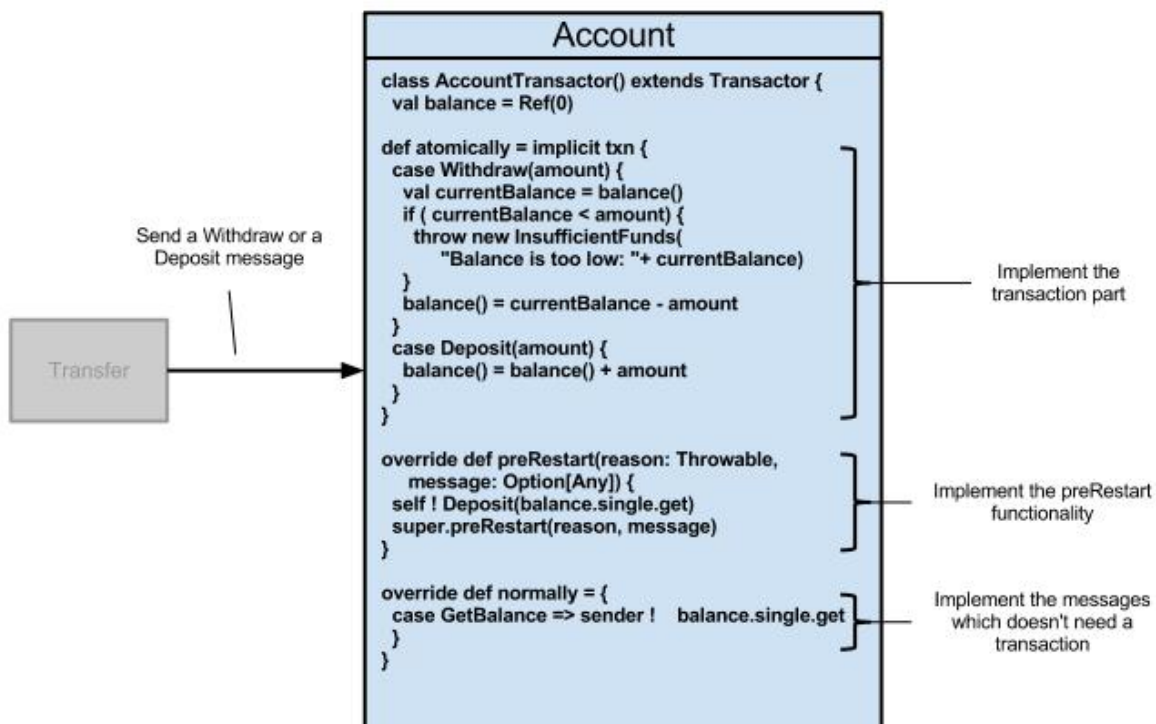 Account
class AccountTransactor() extends Transactor {
val balance = Ref(0)
def atomically = implicit txn {
case Withdraw(amount) {
val currentBalance = balance()
if ( currentBalance < amount) {
throw new InsufficientFunds(
"Balance is too low: "+ currentBalance)
}
balance() = currentBalance - amount
}
case Deposit(amount) {
balance() = balance() + amount
}
}
override def preRestart(reason: Throwable,
message: Option[Any]) {
self ! Deposit(balance.single.get)
super.preRestart(reason, message)
}
override def normally = {
case GetBalance => sender ! balance.single.get
}
}
Send a Withdraw or a
Deposit message
Transfer
Implement the
transaction part
Implement the preRestart
functionality
Implement the messages
which doesn't need a
transaction